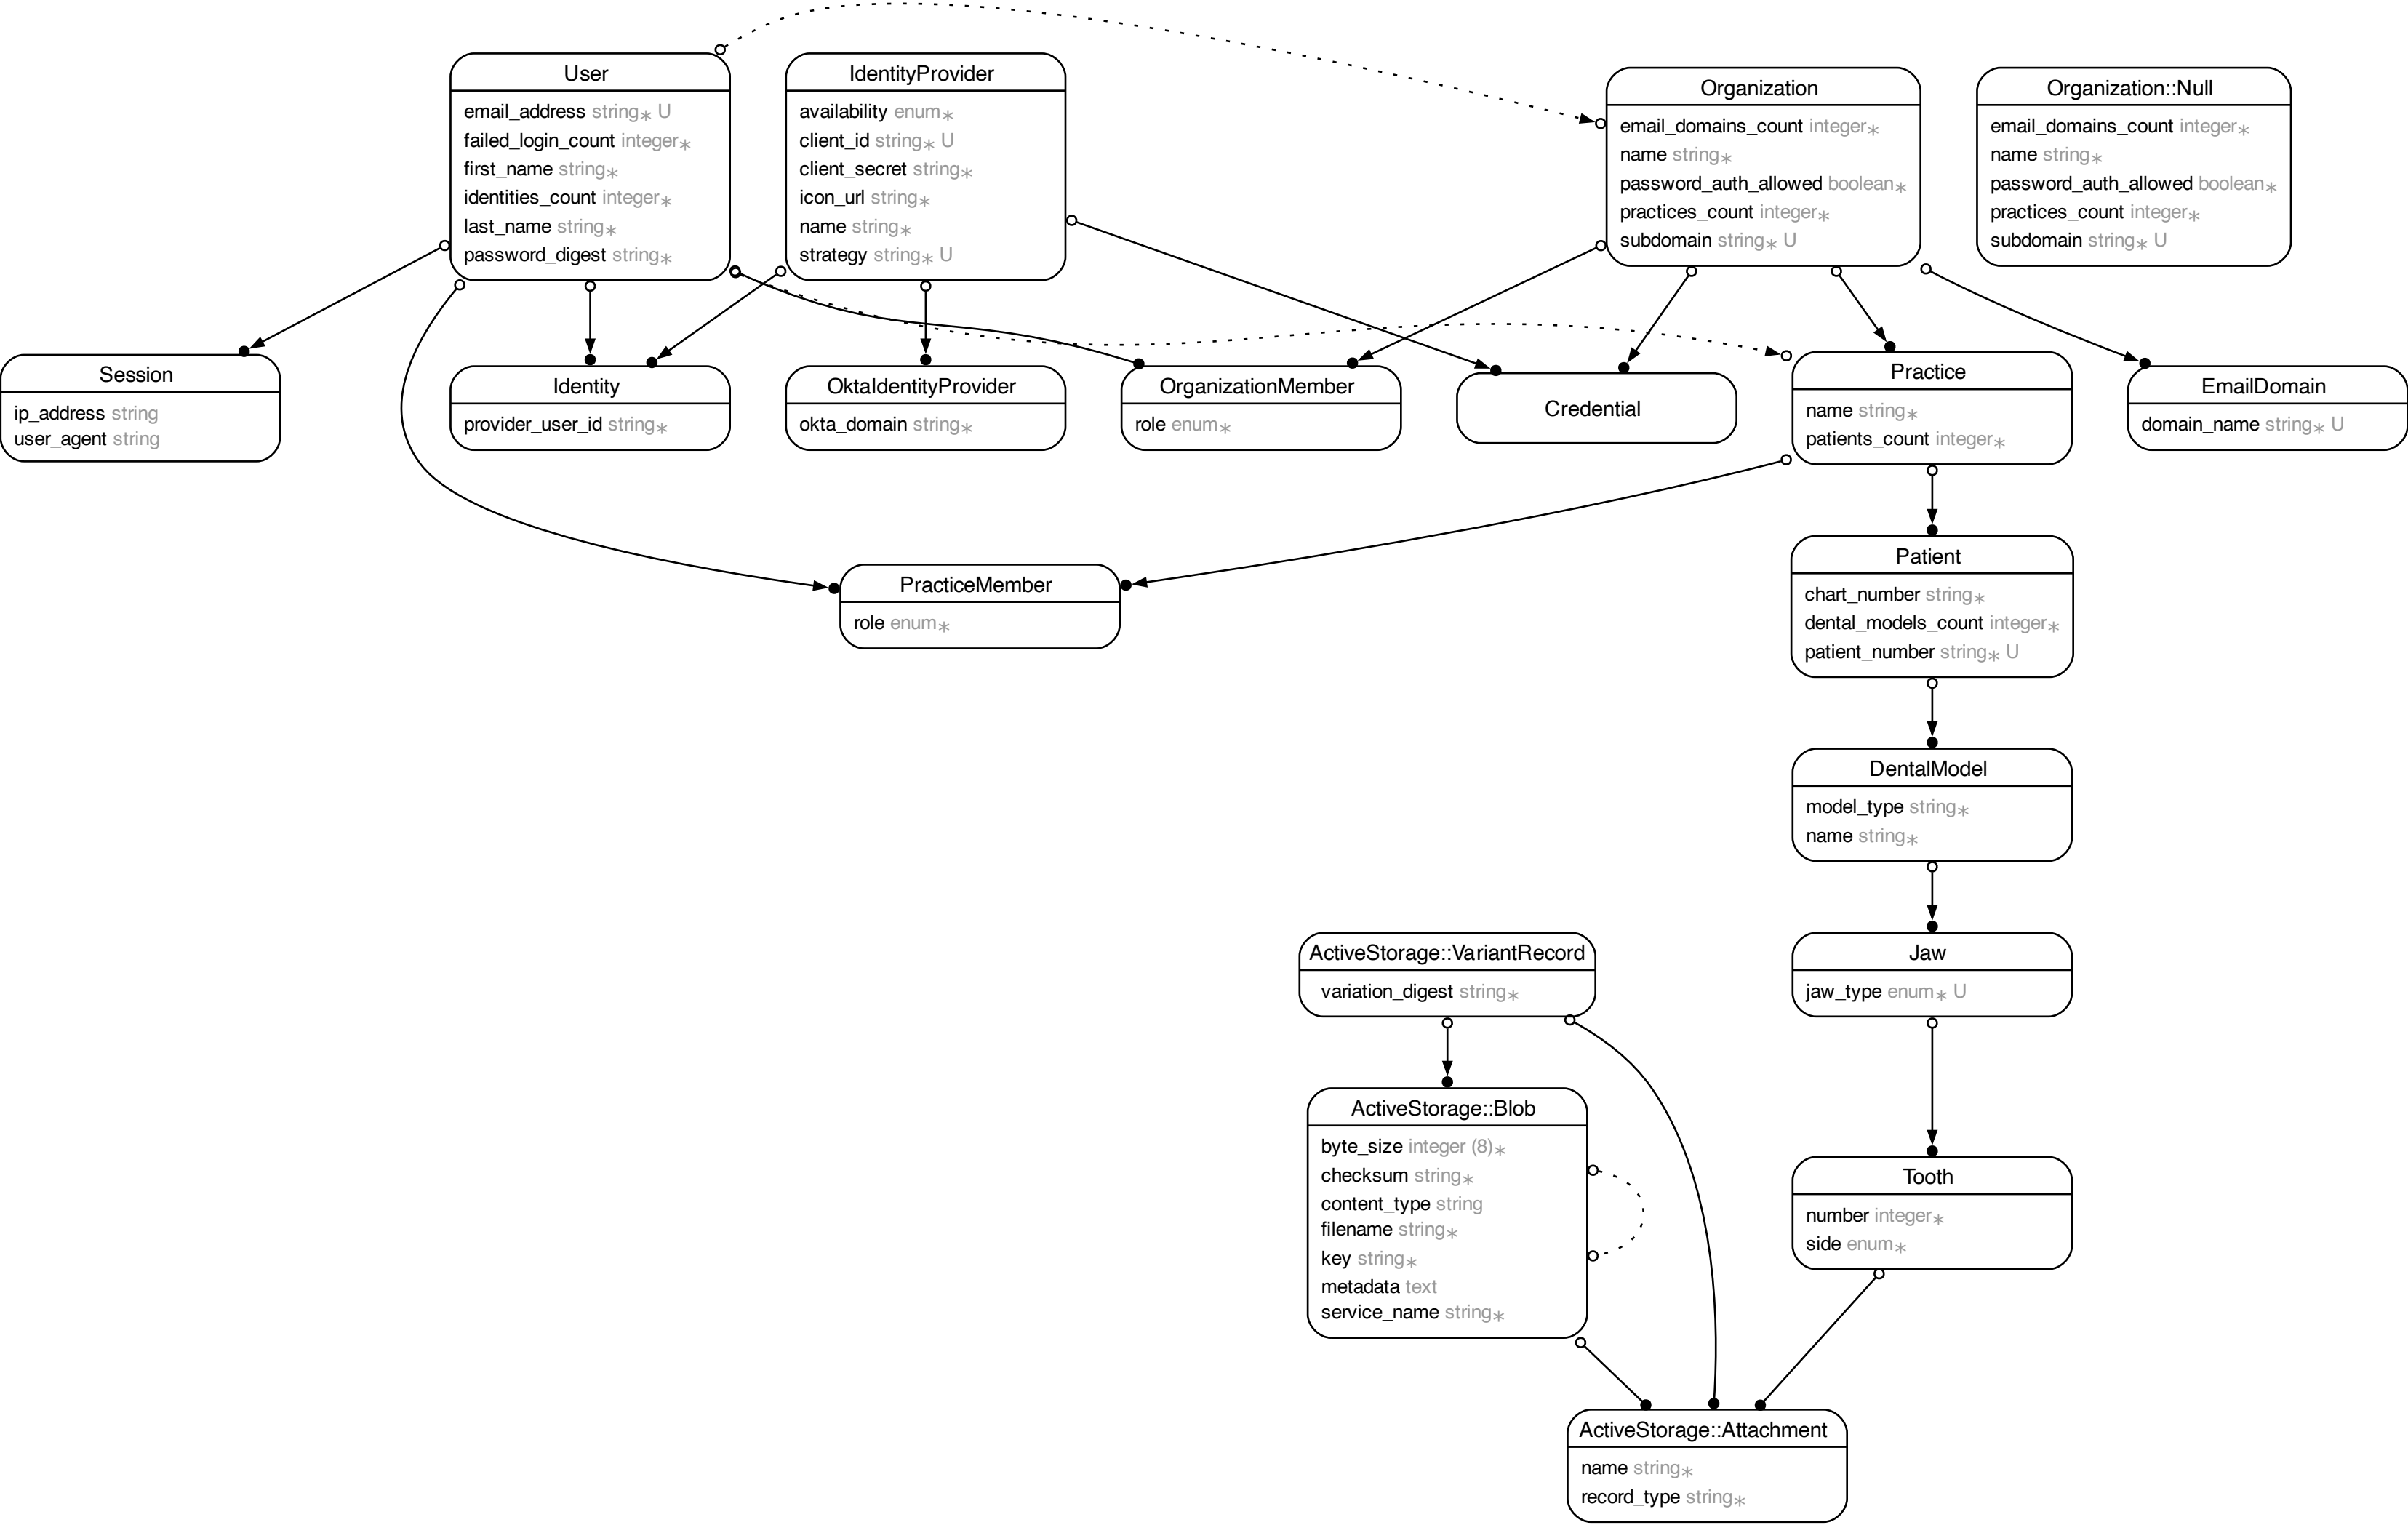 User
email_address string* U
failed_login_count integer*
first_name string*
identities_count integer*
last_name string*
password_digest string*
IdentityProvider
availability enum*
client_id string* U
client_secret string*
icon_url string*
name string*
strategy string* U
Organization
email_domains_count integer*
name string*
password_auth_allowed boolean*
practices_count integer*
subdomain string* U
Organization::Null
email_domains_count integer*
name string*
password_auth_allowed boolean*
practices_count integer*
subdomain string* U
Session
ip_address string
user_agent string
Identity
provider_user_id string*
OktaIdentityProvider
okta_domain string*
OrganizationMember
role enum*
Credential
Practice
name string*
patients_count integer*
EmailDomain
domain_name string* U
PracticeMember
role enum*
Patient
chart_number string*
dental_models_count integer*
patient_number string* U
DentalModel
model_type string*
name string*
ActiveStorage::VariantRecord
variation_digest string*
Jaw
jaw_type enum* U
ActiveStorage::Blob
byte_size integer (8)*
checksum string*
content_type string
filename string*
key string*
metadata text
service_name string*
Tooth
number integer*
side enum*
ActiveStorage::Attachment
name string*
record_type string*